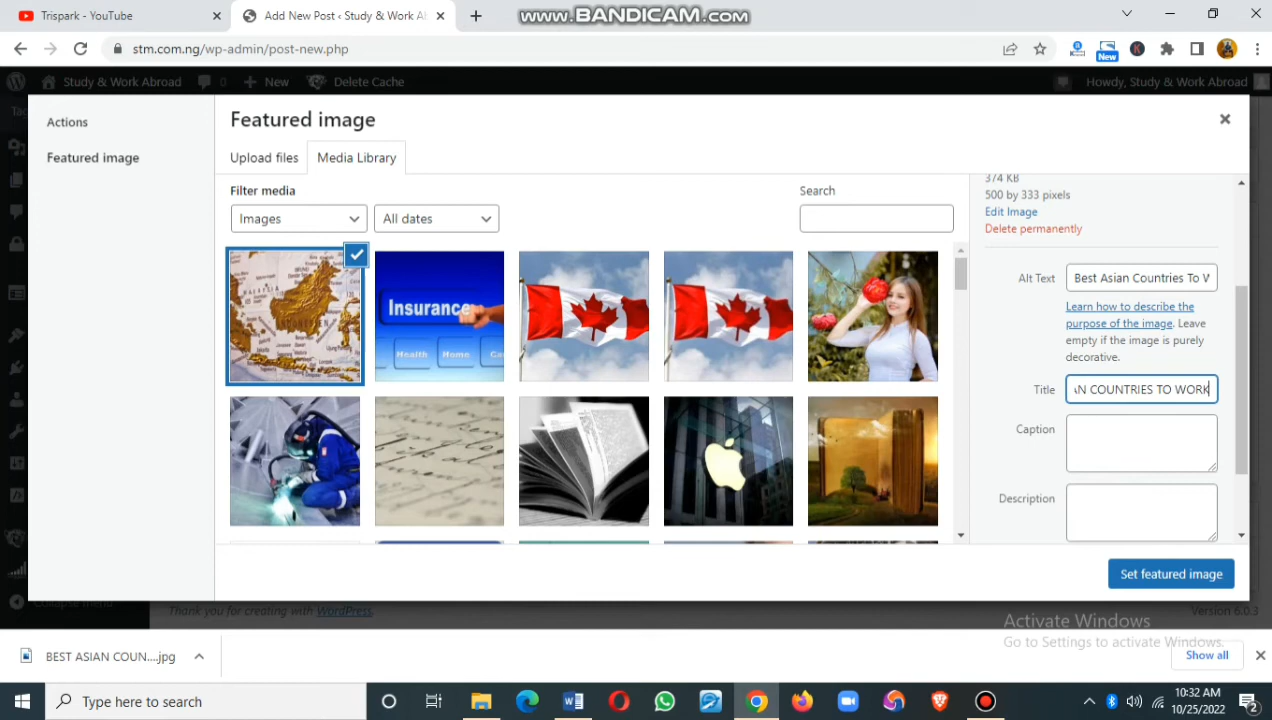 Trispark - YouTube
Add New Post ‹ Study & Work Ab
www.BANDICAM.com
stm.com.ng/wp-admin/post-new.php
New
Study & Work Abroad
0
New
Delete Cache
Howdy, Study & Work Abroad
Actions
Featured image
Featured image
Upload files
Media Library
Filter media
Images
All dates
Search
374 KB
500 by 333 pixels
Edit Image
Delete permanently
Alt Text
Best Asian Countries To
Learn how to describe the
purpose of the image. Leave
empty if the image is purely
decorative.
Title
N COUNTRIES TO WORK
Caption
Description
Insurance
Health
Home
Set featured image
Collapse menu
Thank you for creating with WordPress.
Version 6.0.3
Activate Windows
Go to Settings to activate Windows.
BEST ASIAN COUN....jpg
Show all
Type here to search
10:32 AM
10/25/2022
2